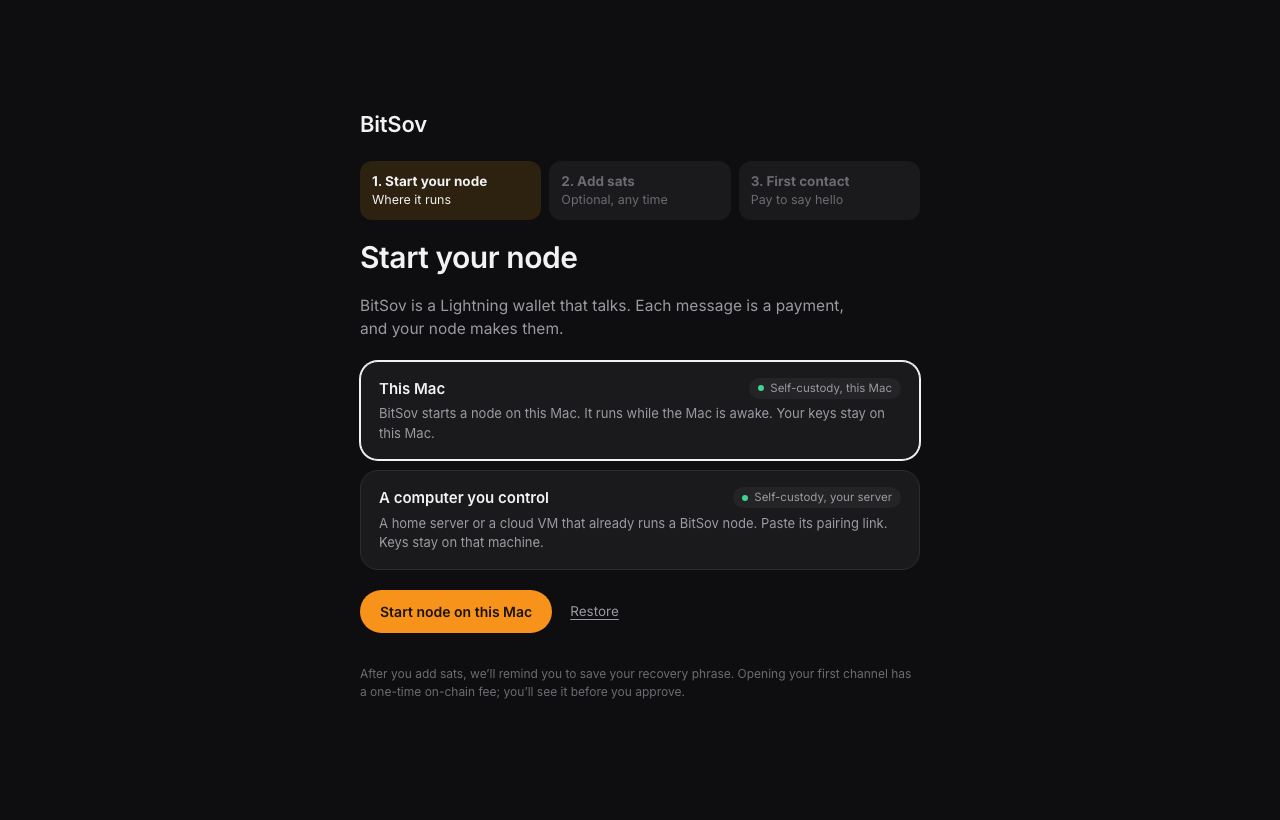 BitSov
1. Start your node
Where it runs
2. Add sats
Optional, any time
3. First contact
Pay to say hello
Start your node
BitSov is a Lightning wallet that talks. Each message is a payment,
and your node makes them.
This Mac
Self-custody, this Mac
BitSov starts a node on this Mac. It runs while the Mac is awake. Your keys stay on
this Mac.
A computer you control
Self-custody, your server
A home server or a cloud VM that already runs a BitSov node. Paste its pairing link.
Keys stay on that machine.
Start node on this Mac
Restore
After you add sats, we’ll remind you to save your recovery phrase. Opening your first channel has
a one-time on-chain fee; you’ll see it before you approve.